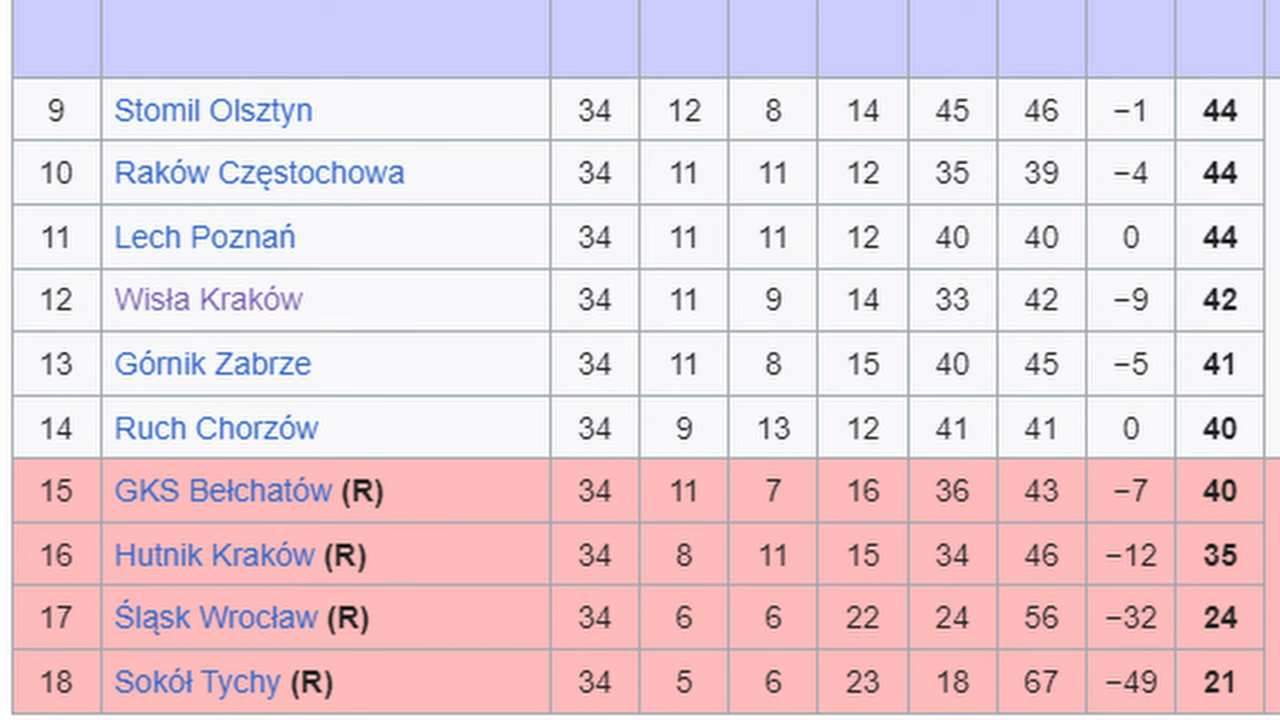 9 Stomil Olsztyn 34 12 8 14 45 46 −1 44
10 Raków Częstochowa 34 11 11 12 35 39 −4 44
11 Lech Poznań 34 11 11 12 40 40 0 44
12 Wisła Kraków 34 11 9 14 33 42 −9 42
13 Górnik Zabrze 34 11 8 15 40 45 −5 41
14 Ruch Chorzów 34 9 13 12 41 41 0 40
15 GKS Bełchatów (R) 34 11 7 16 36 43 −7 40
16 Hutnik Kraków (R) 34 8 11 15 34 46 −12 35
17 Śląsk Wrocław (R) 34 6 6 22 24 56 −32 24
18 Sokół Tychy (R) 34 5 6 23 18 67 −49 21